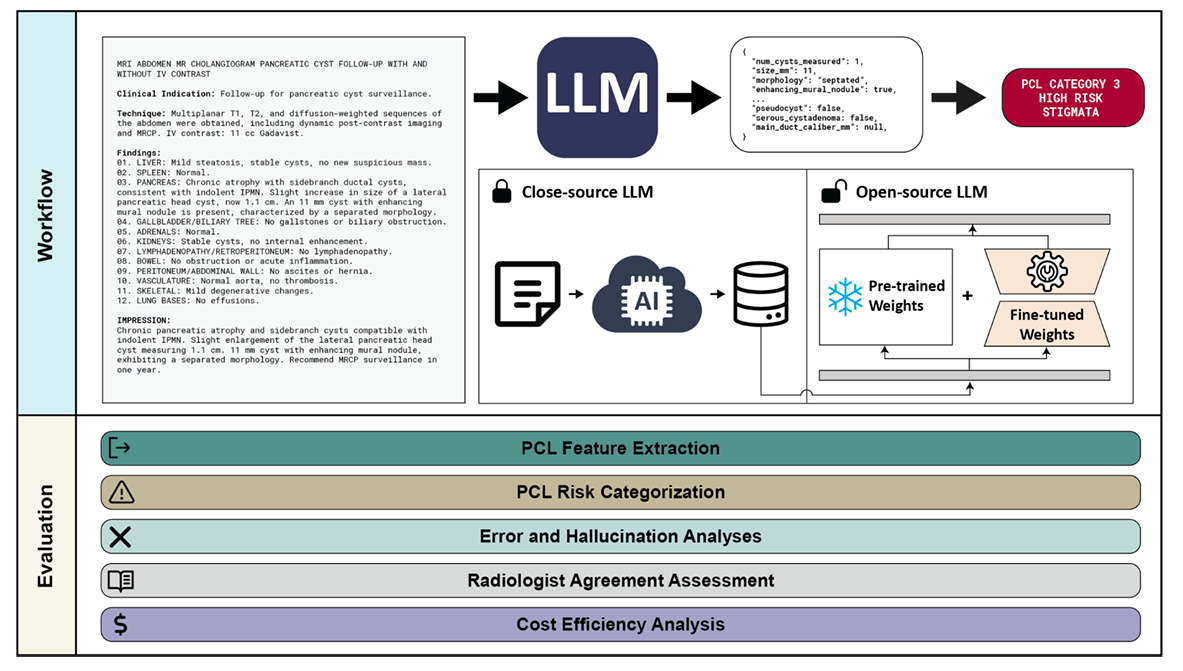 Workflow
MRI ABDOMEN MR CHOLANGIOGRAM PANCREATIC CYST FOLLOW-UP WITH AND
WITHOUT IV CONTRAST
Clinical Indication: Follow-up for pancreatic cyst surveillance.
Technique: Multiplanar T1, T2, and diffusion-weighted sequences of
the abdomen were obtained, including dynamic post-contrast imaging
and MRCP. IV contrast: 11 cc Gadavist.
Findings:
01. LIVER: Mild steatosis, stable cysts, no new suspicious mass.
02. SPLEEN: Normal.
03. PANCREAS: Chronic atrophy with sidebranch ductal cysts,
consistent with indolent IPMN. Slight increase in size of a lateral
pancreatic head cyst, now 1.1 cm. An 11 mm cyst with enhancing
mural nodule is present, characterized by a separated morphology.
04. GALLBLADDER/BILIARY TREE: No gallstones or biliary obstruction.
05. ADRENALS: Normal.
06. KIDNEYS: Stable cysts, no internal enhancement.
07. LYMPHADENOPATHY/RETROPERITONEUM: No lymphadenopathy.
08. BOWEL: No obstruction or acute inflammation.
09. PERITONEUM/ABDOMINAL WALL: No ascites or hernia.
10. VASCULATURE: Normal aorta, no thrombosis.
11. SKELETAL: Mild degenerative changes.
12. LUNG BASES: No effusions.
IMPRESSION:
Chronic pancreatic atrophy and sidebranch cysts compatible with
indolent IPMN. Slight enlargement of the lateral pancreatic head
cyst measuring 1.1 cm. 11 mm cyst with enhancing mural nodule,
exhibiting a separated morphology. Recommend MRCP surveillance in
one year.
LLM
{
"num_cysts_measured": 1,
"size_mm": 11,
"morphology": "septated",
"enhancing_mural_nodule": true,
...
"pseudocyst": false,
"serous_cystadenoma: false,
"main_duct_caliber_mm": null,
}
PCL CATEGORY 3
HIGH RISK
STIGMATA
Close-source LLM
AI
Open-source LLM
Pre-trained
Weights
+
Fine-tuned
Weights
Evaluation
PCL Feature Extraction
PCL Risk Categorization
Error and Hallucination Analyses
Radiologist Agreement Assessment
$ Cost Efficiency Analysis